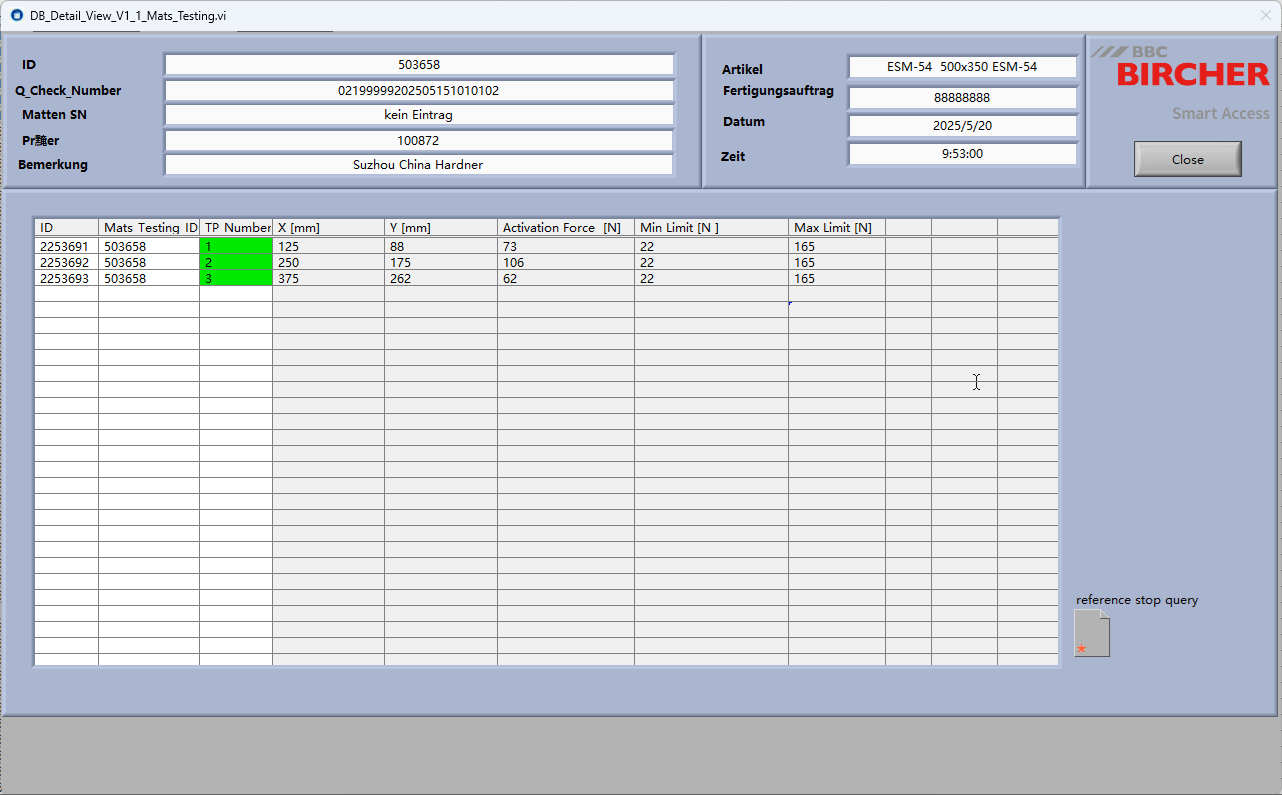 DB_Detail_View_V1_1_Mats_Testing.vi
ID 503658
Q_Check_Number 02199999202505151010102
Matten SN kein Eintrag
Pr黤er 100872
Bemerkung Suzhou China Hardner
Artikel ESM-54 500x350 ESM-54
Fertigungsauftrag 88888888
Datum 2025/5/20
Zeit 9:53:00
BBC
BIRCHER
Smart Access
Close
ID Mats Testing ID TP Number X [mm] Y [mm] Activation Force [N] Min Limit [N ] Max Limit [N]
2253691 503658 1 125 88 73 22 165
2253692 503658 2 250 175 106 22 165
2253693 503658 3 375 262 62 22 165
reference stop query